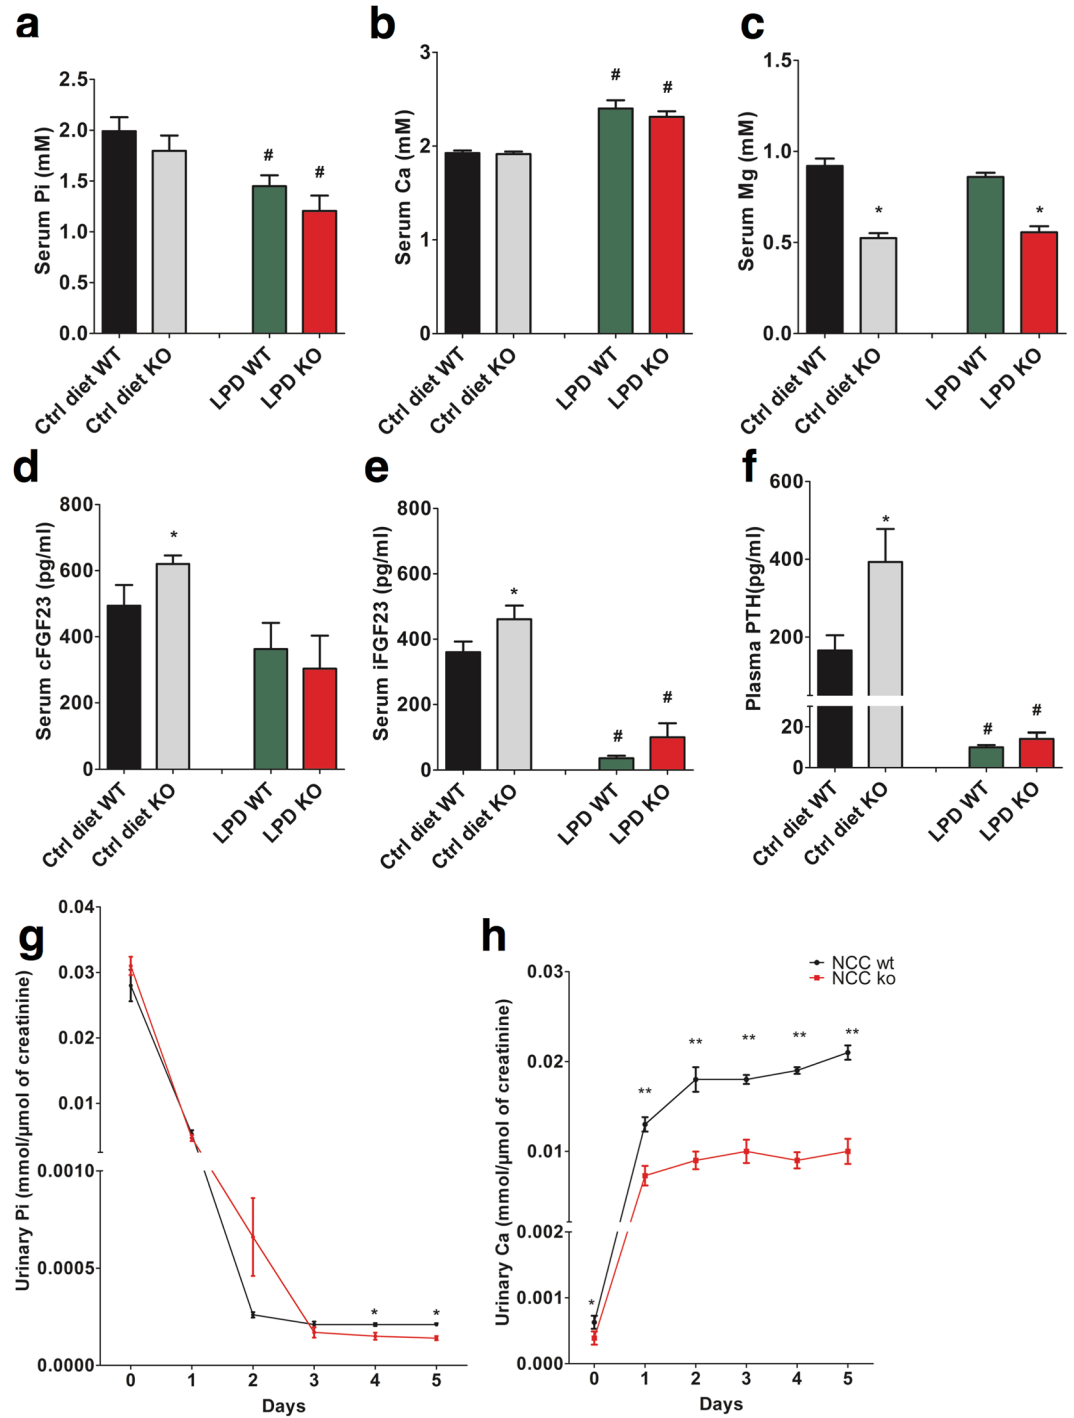 a
Serum Pi (mM)
2.5
2.0
1.5
1.0
0.5
0.0
#
#
Ctrl diet WT
Ctrl diet KO
LPD WT
LPD KO
b
Serum Ca (mM)
3
2
1
0
#
#
Ctrl diet WT
Ctrl diet KO
LPD WT
LPD KO
c
Serum Mg (mM)
1.5
1.0
0.5
0.0
*
*
Ctrl diet WT
Ctrl diet KO
LPD WT
LPD KO
d
Serum cFGF23 (pg/ml)
800
600
400
200
0
*
Ctrl diet WT
Ctrl diet KO
LPD WT
LPD KO
e
Serum iFGF23 (pg/ml)
800
600
400
200
0
*
#
#
Ctrl diet WT
Ctrl diet KO
LPD WT
LPD KO
f
Plasma PTH(pg/ml)
600
400
200
20
0
*
#
#
Ctrl diet WT
Ctrl diet KO
LPD WT
LPD KO
g
Urinary Pi (mmol/µmol of creatinine)
0.04
0.03
0.02
0.01
0.0010
0.0005
0.0000
*
*
0 1 2 3 4 5
Days
h
Urinary Ca (mmol/µmol of creatinine)
NCC wt
NCC ko
0.03
0.02
0.01
0.002
0.001
0.000
*
**
**
**
**
**
0 1 2 3 4 5
Days